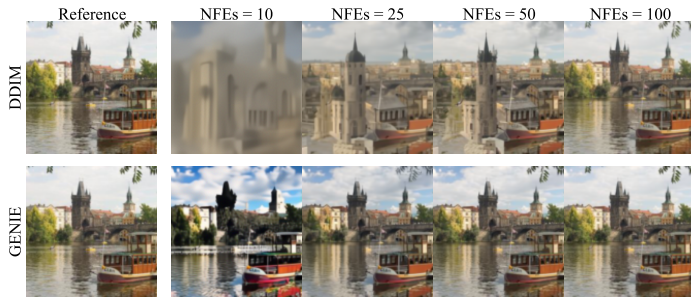 Reference NFEs = 10 NFEs = 25 NFEs = 50 NFEs = 100
DDIM
GENIE